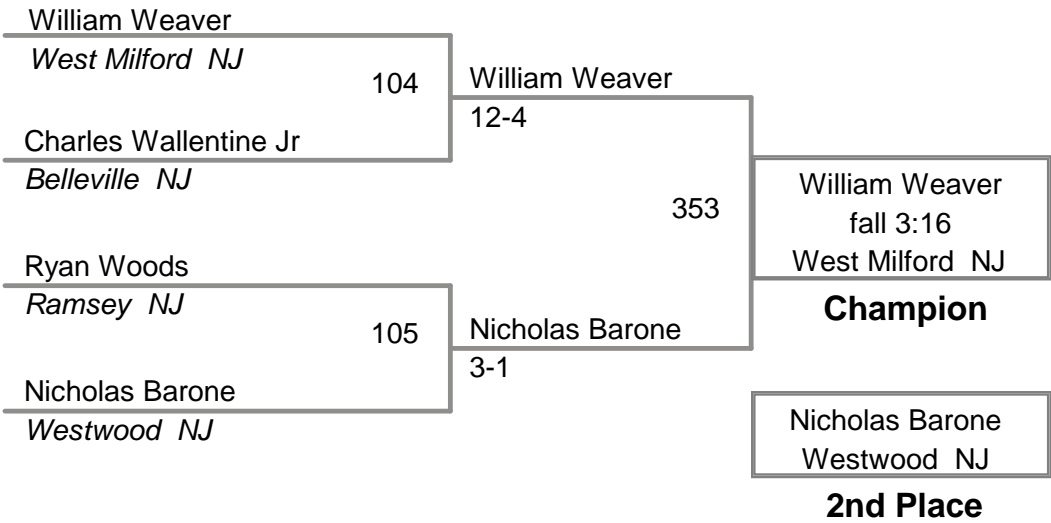 William Weaver
West Milford NJ
104
Charles Wallentine Jr
Belleville NJ
William Weaver
12-4
Ryan Woods
Ramsey NJ
105
Nicholas Barone
Westwood NJ
Nicholas Barone
3-1
353
William Weaver
fall 3:16
West Milford NJ
Champion
Nicholas Barone
Westwood NJ
2nd Place